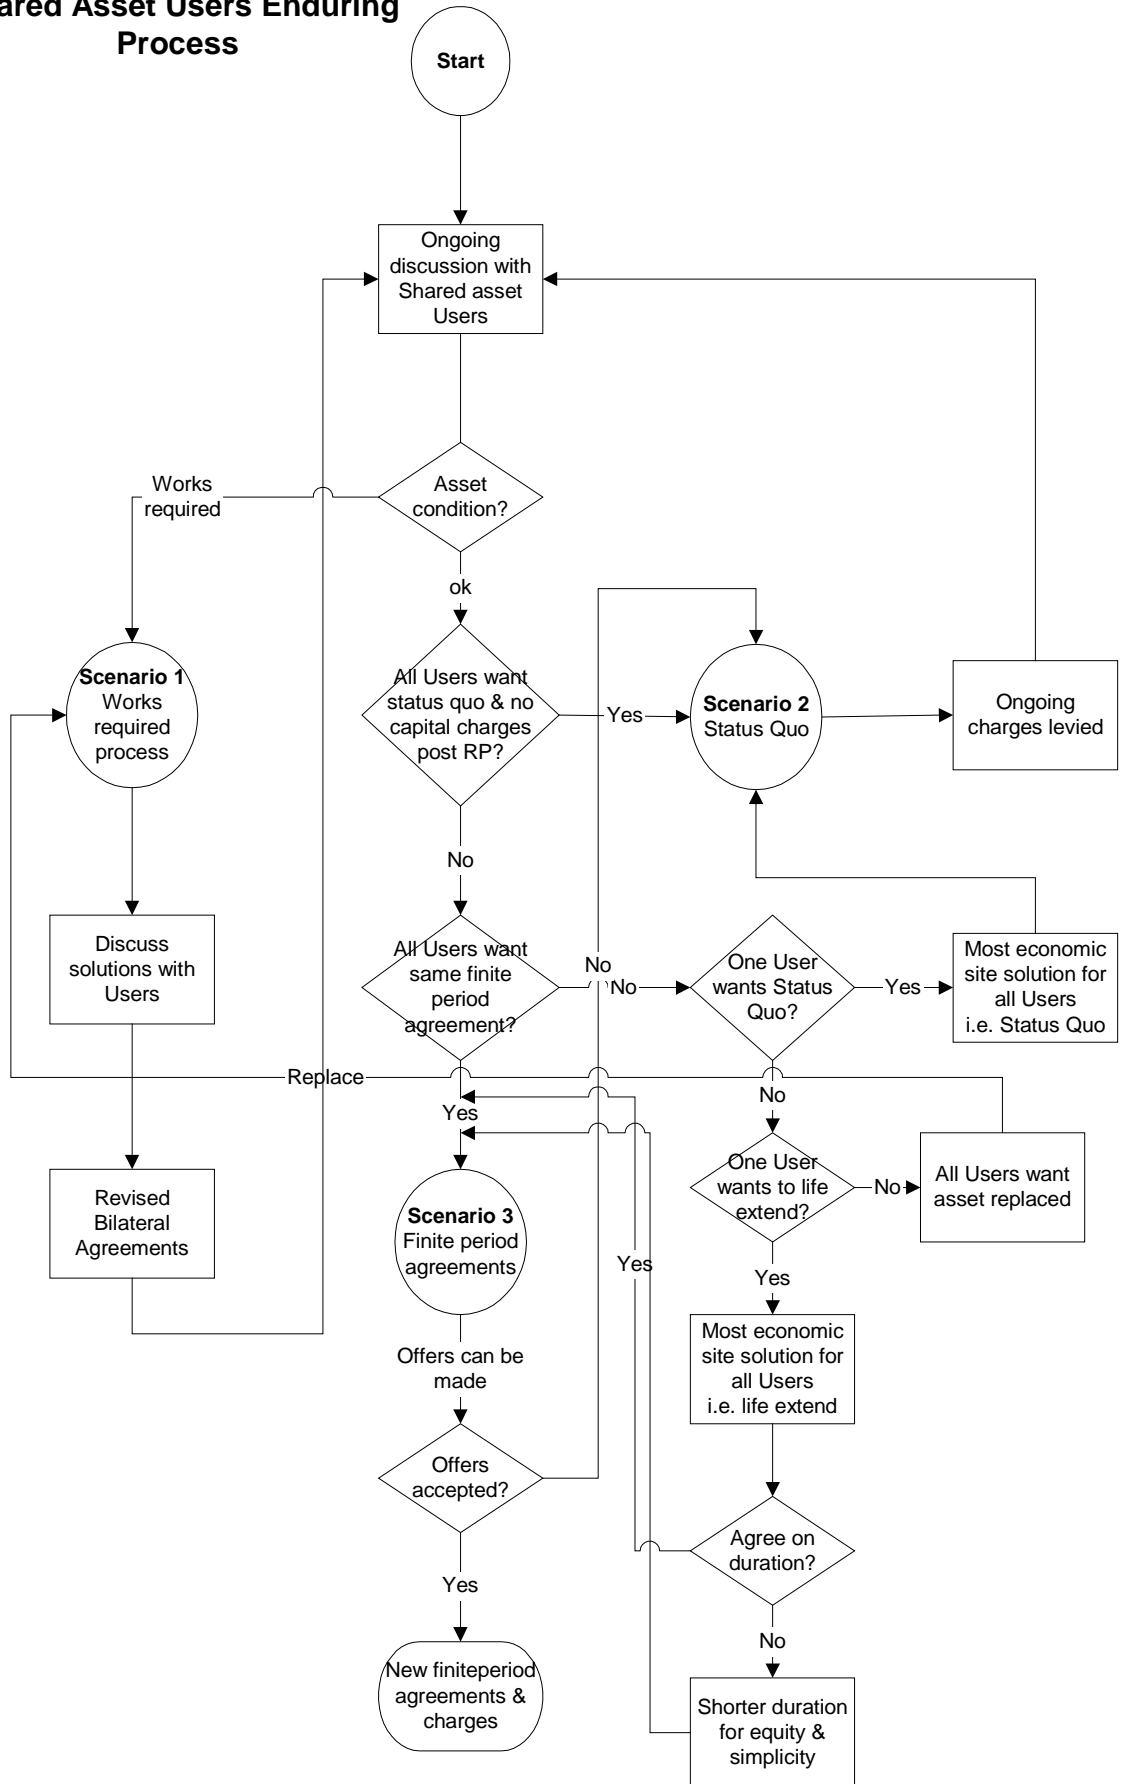 ared Asset Users Enduring
Process
Start
Ongoing
discussion with
Shared asset
Users
Works
required
Asset
condition?
ok
Scenario 1
Works
required
process
All Users want
status quo & no
capital charges
post RP?
Yes
Scenario 2
Status Quo
Ongoing
charges levied
No
Discuss
solutions with
Users
All Users want
same finite
period
agreement?
No
No
One User
wants Status
Quo?
Yes
Most economic
site solution for
all Users
i.e. Status Quo
Replace
Yes
No
Revised
Bilateral
Agreements
One User
wants to life
extend?
No
All Users want
asset replaced
Scenario 3
Finite period
agreements
Yes
Yes
Offers can be
made
Most economic
site solution for
all Users
i.e. life extend
Offers
accepted?
Agree on
duration?
Yes
No
New finiteperiod
agreements &
charges
Shorter duration
for equity &
simplicity